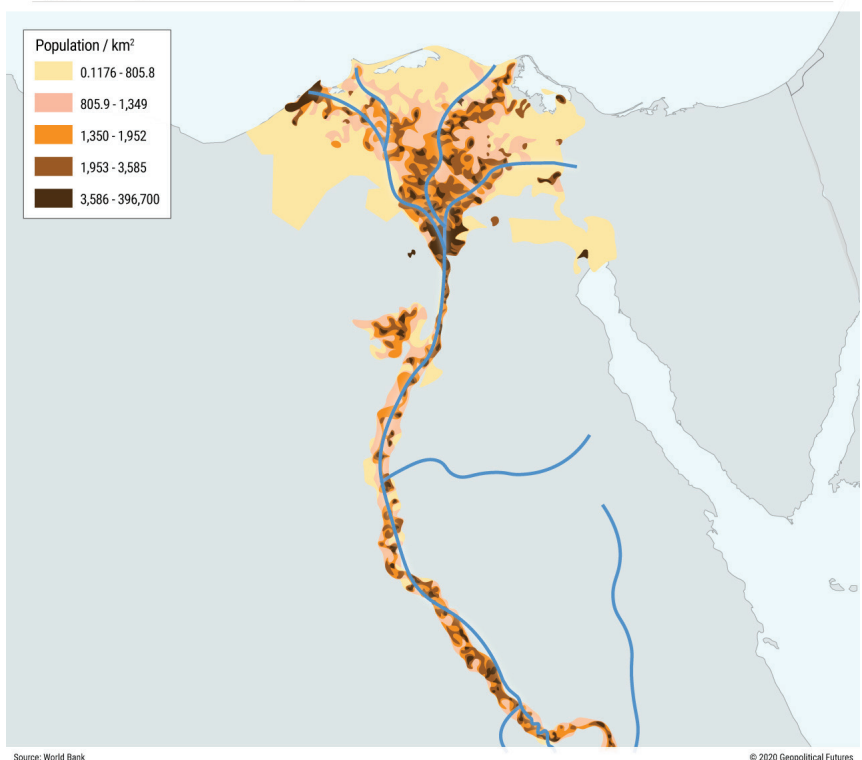 Population / km²
0.1176 - 805.8
805.9 - 1,349
1,350 - 1,952
1,953 - 3,585
3,586 - 396,700
Source: World Bank
© 2020 Geopolitical Futures